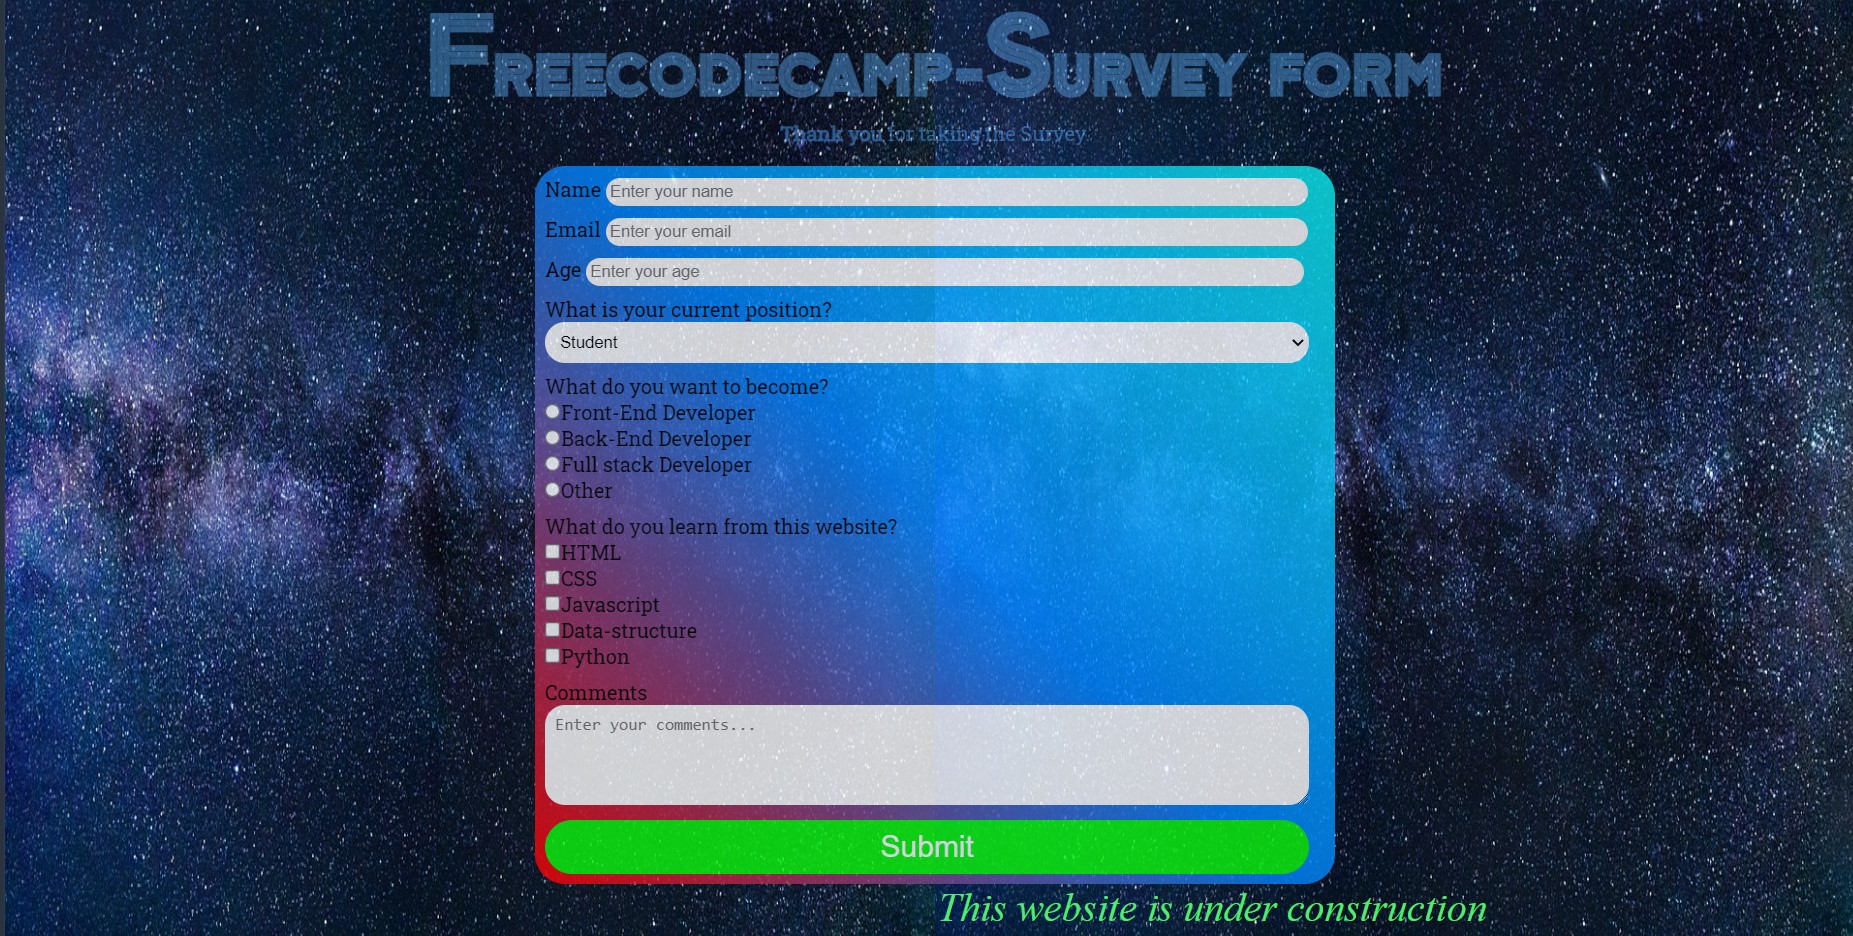 Freecodecamp-Survey form
Thank you for taking the Survey
Name Enter your name
Email Enter your email
Age Enter your age
What is your current position?
Student
What do you want to become?
Front-End Developer
Back-End Developer
Full stack Developer
Other
What do you learn from this website?
HTML
CSS
Javascript
Data-structure
Python
Comments
Enter your comments...
Submit
This website is under construction